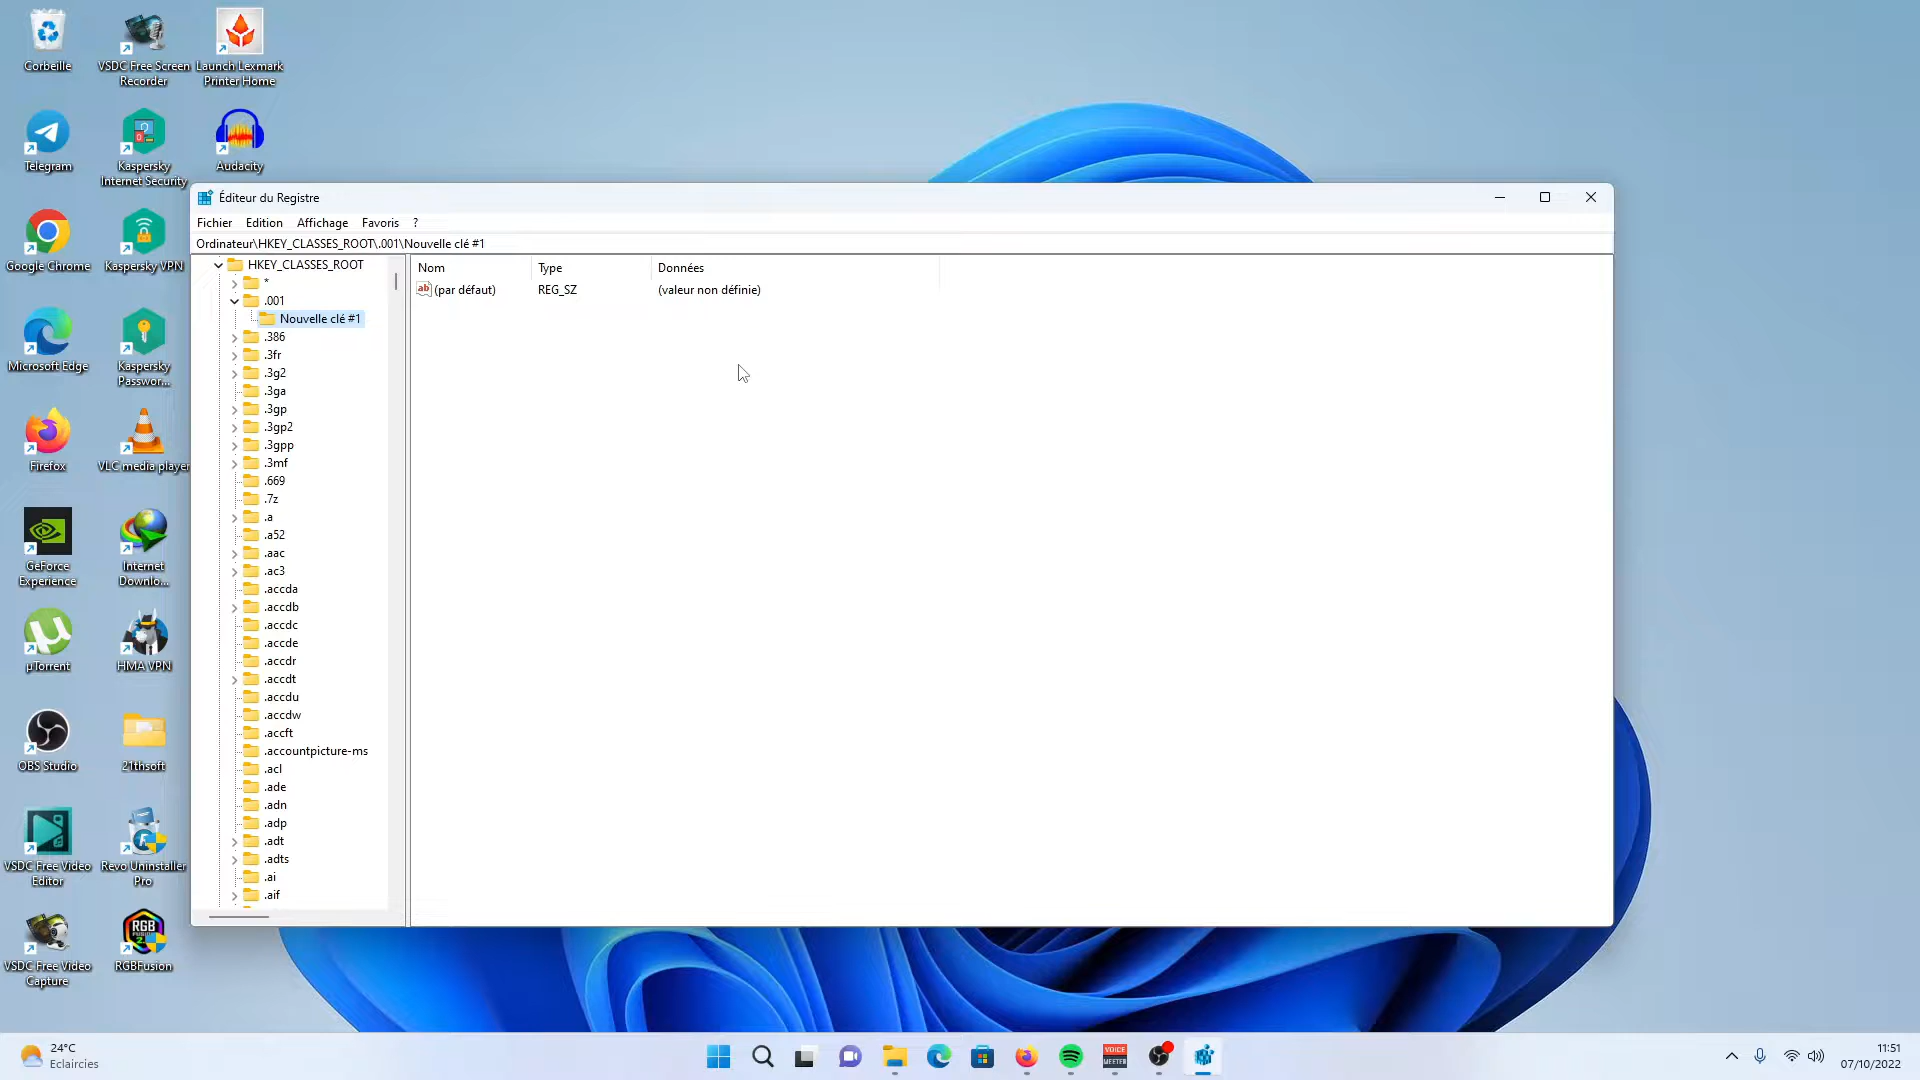 Corbeille
VSDC Free Screen
Recorder
Launch Lexmark
Printer Home
Telegram
Kaspersky
Internet Security
Audacity
Google Chrome
Kaspersky VPN
Microsoft Edge
Kaspersky
Passwor...
Firefox
VLC media player
GeForce
Experience
Internet
Downlo...
µTorrent
HMA VPN
OBS Studio
21thsoft
VSDC Free Video
Editor
Revo Uninstaller
Pro
VSDC Free Video
Capture
RGB
RGBFusion
Éditeur du Registre
Fichier Edition Affichage Favoris ?
Ordinateur\HKEY_CLASSES_ROOT\.001\Nouvelle clé #1
HKEY_CLASSES_ROOT
*
.001
Nouvelle clé #1
.386
.3fr
.3g2
.3ga
.3gp
.3gp2
.3gpp
.3mf
.669
.7z
.a
.a52
.aac
.ac3
.accda
.accdb
.accdc
.accde
.accdr
.accdt
.accdu
.accdw
.accft
.accountpicture-ms
.acl
.ade
.adn
.adp
.adt
.adts
.ai
.aif
Nom Type Données
ab (par défaut) REG_SZ (valeur non définie)
24°C
Eclaircies
VOICE
MEETER
11:51
07/10/2022